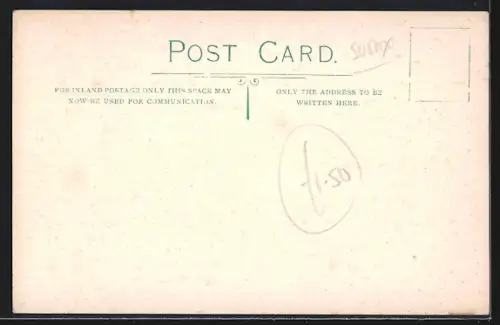 POST CARD.
FOR INLAND POSTAGE ONLY THIS SPACE MAY
NOW BE USED FOR COMMUNICATION.
ONLY THE ADDRESS TO BE
WRITTEN HERE.
£1.50